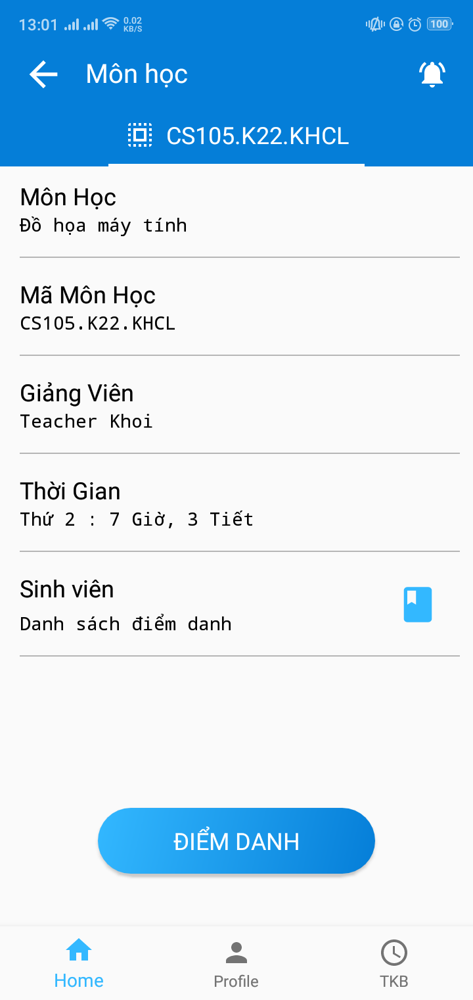 13:01 0.02 KB/S 100
Môn học
CS105.K22.KHCL
Môn Học
Đồ họa máy tính
Mã Môn Học
CS105.K22.KHCL
Giảng Viên
Teacher Khoi
Thời Gian
Thứ 2 : 7 Giờ, 3 Tiết
Sinh viên
Danh sách điểm danh
ĐIỂM DANH
Home Profile TKB